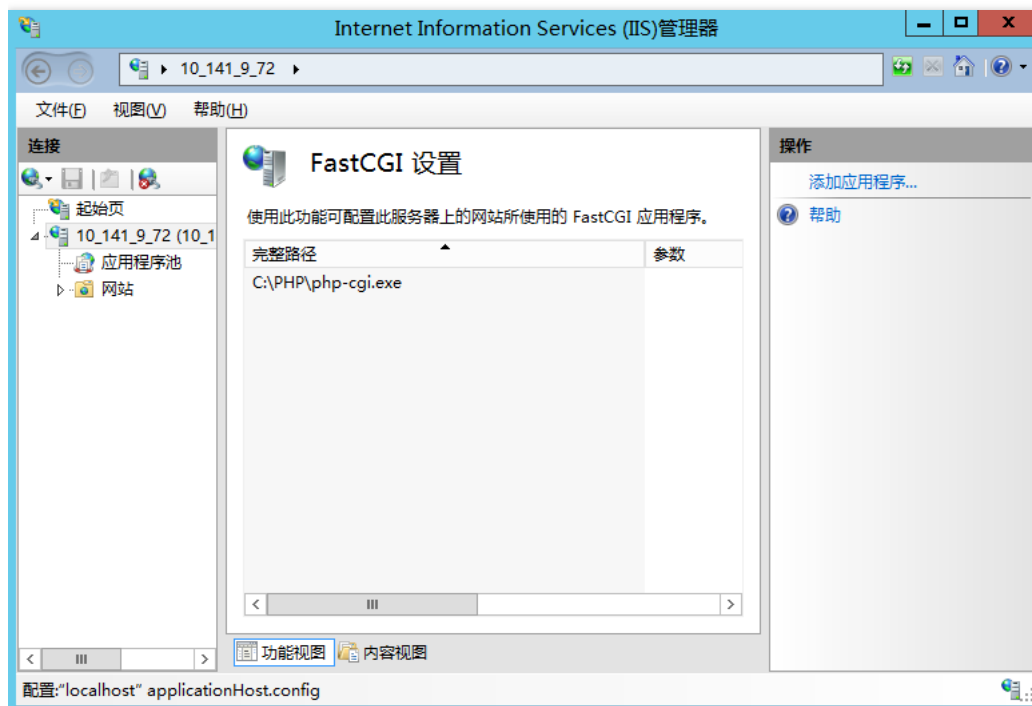 Internet Information Services (IIS)管理器
10_141_9_72
文件(F) 视图(V) 帮助(H)
连接
起始页
10_141_9_72 (10_1
应用程序池
网站
FastCGI 设置
使用此功能可配置此服务器上的网站所使用的 FastCGI 应用程序。
完整路径 参数
C:\PHP\php-cgi.exe
功能视图 内容视图
操作
添加应用程序...
帮助
配置:"localhost" applicationHost.config